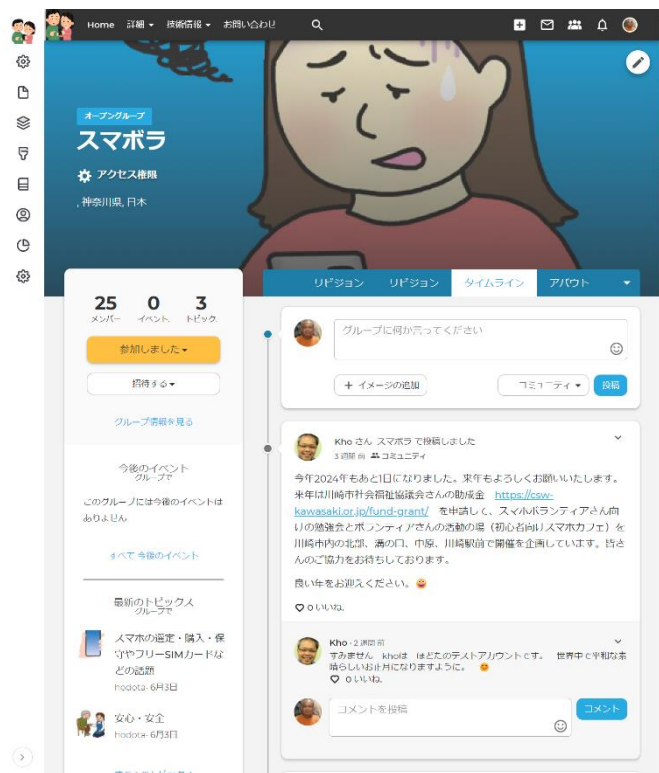 Home 詳細 技術信報 お問い合わせ
オープングループ
スマボラ
アクセス権限
, 神奈川県, 日本
25 0 3
メンバー イベント. トピック.
参加しました
招待する
グループ情報を見る
今後のイベント
グループで
このグループには今後のイベントは
ありません
すべて 今後のイベント
最新のトピックス
グループで
スマホの選定・購入・保
守やフリーSIMカードな
どの話題
hodota- 6月3日
安心・安全
hodota- 6月3日
リビジョン リビジョン タイムライン アバウト
グループに何か言ってください
+ イメージの追加 コミュニティ 投稿
Kho さん スマボラ で投稿しました
3 週間 前 コミュニティ
今年2024年もあと1日になりました。来年もよろしくお願いいたします。
来年は川崎市社会福祉協議会さんの助成金 https://csw-
kawasaki.or.jp/fund-grant/ を申請して、スマホボランティアさん向
けの勉強会とボランティアさんの活動の場（初心者向けスマホカフェ）を
川崎市内の北部、溝の口、中原、川崎駅前で開催を企画しています。皆さ
んのご協力をお待ちしております。
良い年をお迎えください。
0 いいね.
Kho - 2 週間 前
すみません khoは ほどたのテストアカウントです。 世界中で平和な素
晴らしいお正月になりますように。
0 いいね.
コメントを投稿
コメント